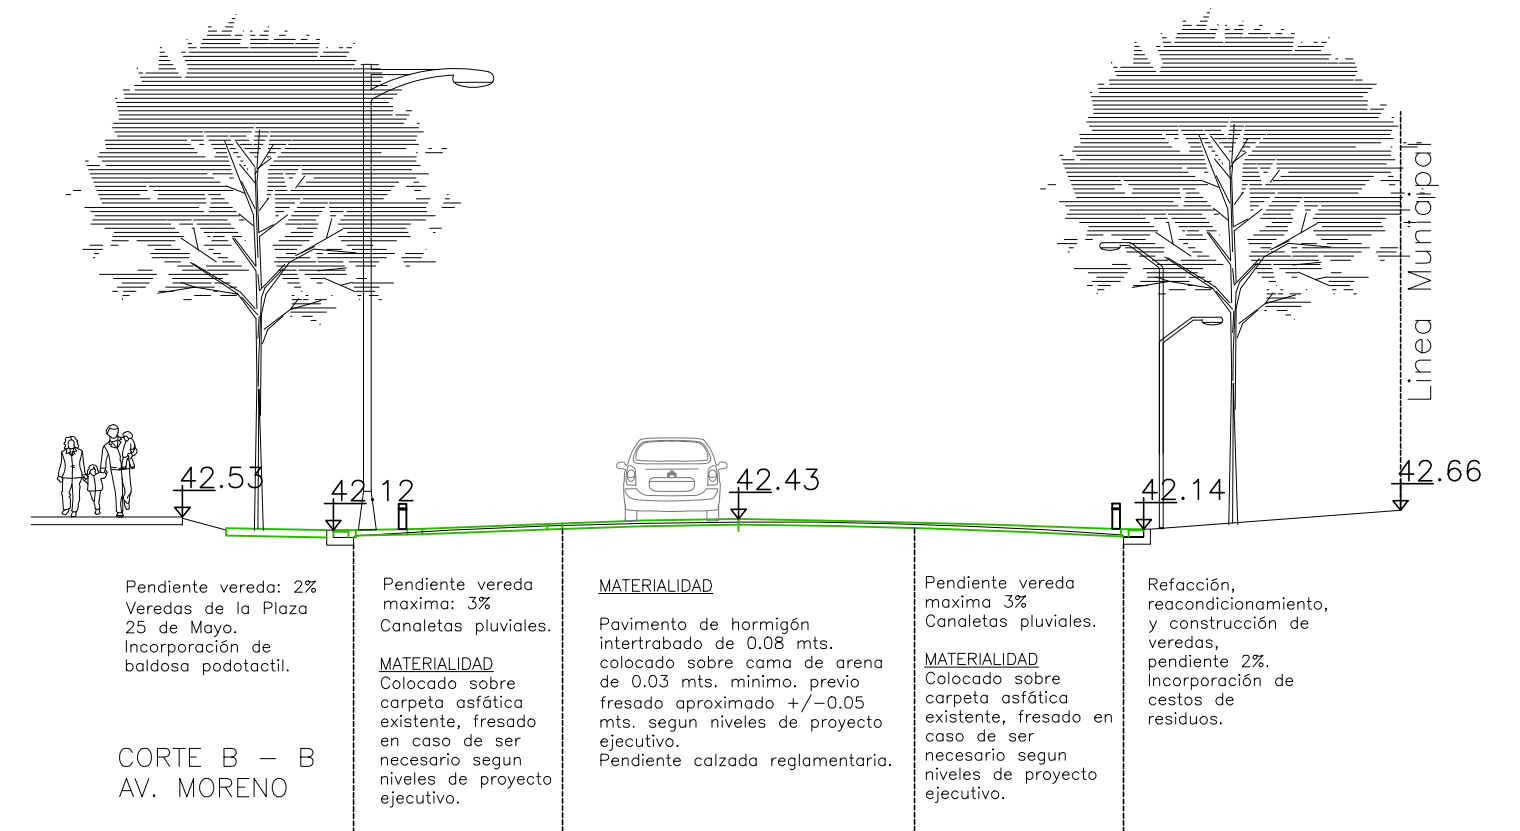 Linea Municipal
42.53
42.12
42.43
42.14
42.66
Pendiente vereda: 2%
Veredas de la Plaza
25 de Mayo.
Incorporación de
baldosa podotactil.
Pendiente vereda
maxima: 3%
Canaletas pluviales.
MATERIALIDAD
Colocado sobre
carpeta asfática
existente, fresado
en caso de ser
necesario segun
niveles de proyecto
ejecutivo.
MATERIALIDAD
Pavimento de hormigón
intertrabado de 0.08 mts.
colocado sobre cama de arena
de 0.03 mts. minimo. previo
fresado aproximado +/-0.05
mts. segun niveles de proyecto
ejecutivo.
Pendiente calzada reglamentaria.
Pendiente vereda
maxima 3%
Canaletas pluviales.
MATERIALIDAD
Colocado sobre
carpeta asfática
existente, fresado en
caso de ser
necesario segun
niveles de proyecto
ejecutivo.
Refacción,
reacondicionamiento,
y construcción de
veredas,
pendiente 2%.
Incorporación de
cestos de
residuos.
CORTE B - B
AV. MORENO